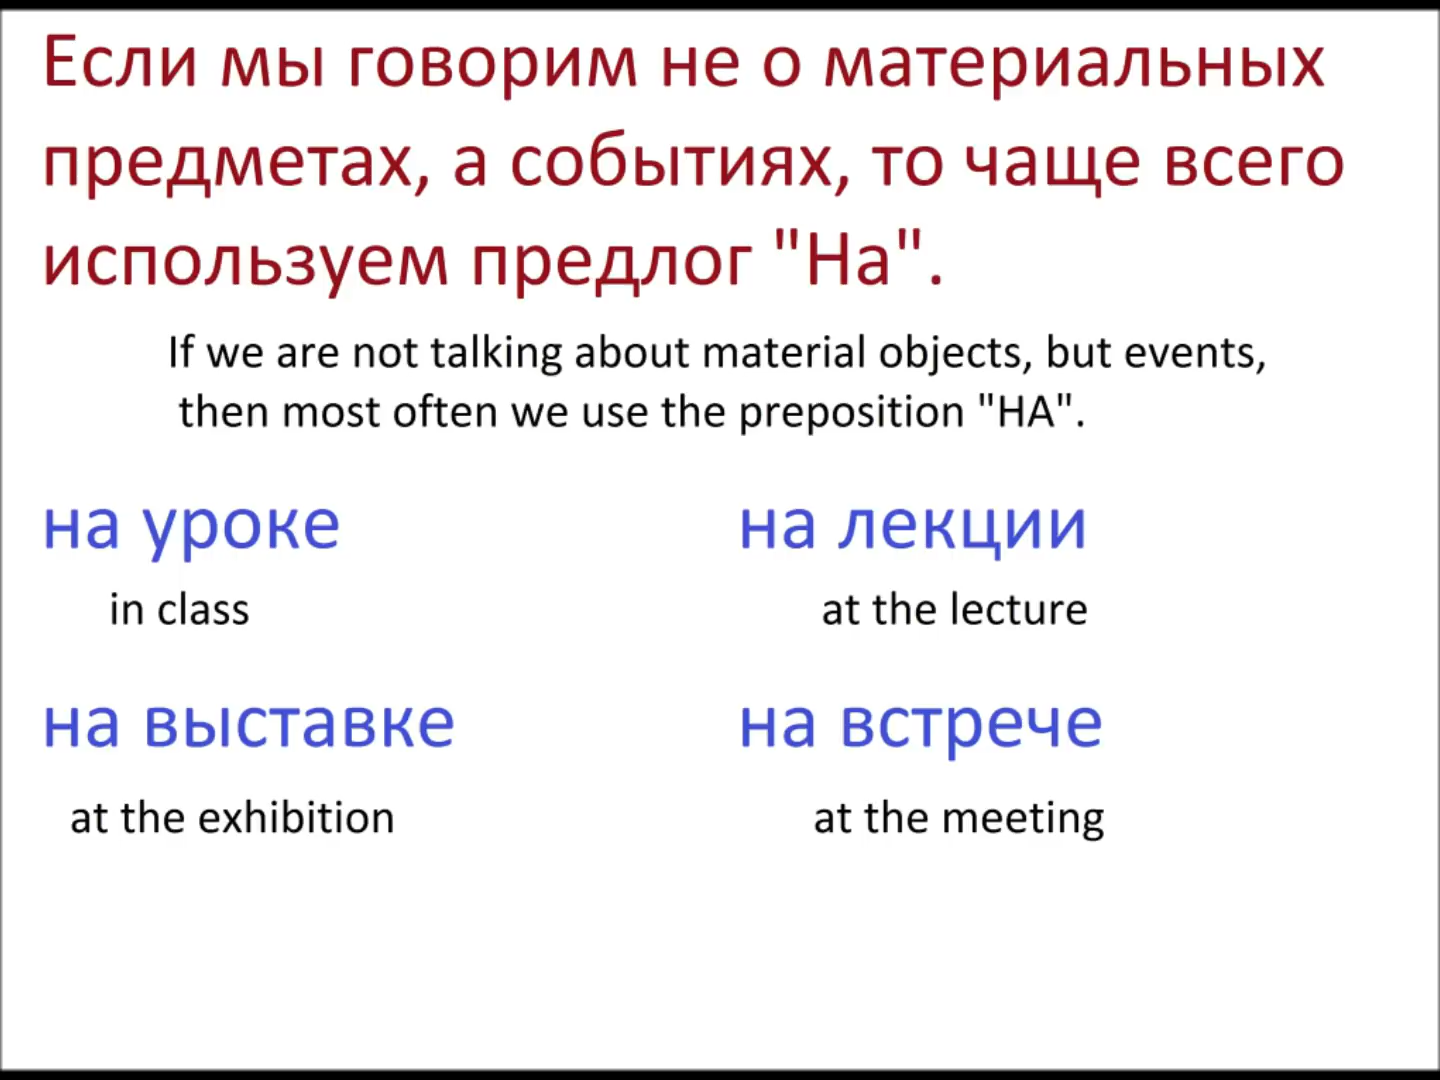 Если мы говорим не о материальных
предметах, а событиях, то чаще всего
используем предлог "На".
If we are not talking about material objects, but events,
then most often we use the preposition "НА".
на уроке
на лекции
in class
at the lecture
на выставке
на встрече
at the exhibition
at the meeting